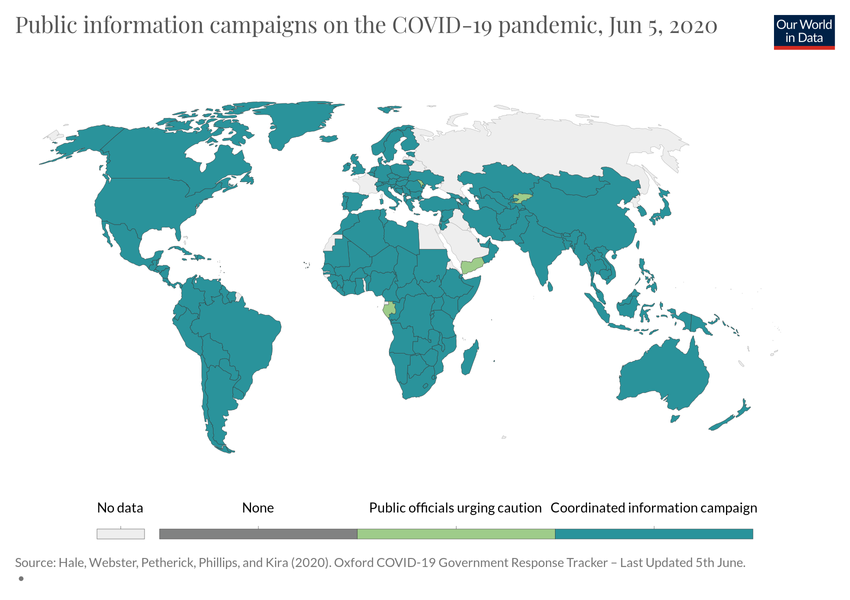 Public information campaigns on the COVID-19 pandemic, Jun 5, 2020
Our World
in Data
No data
None
Public officials urging caution
Coordinated information campaign
Source: Hale, Webster, Petherick, Phillips, and Kira (2020). Oxford COVID-19 Government Response Tracker – Last Updated 5th June.
•